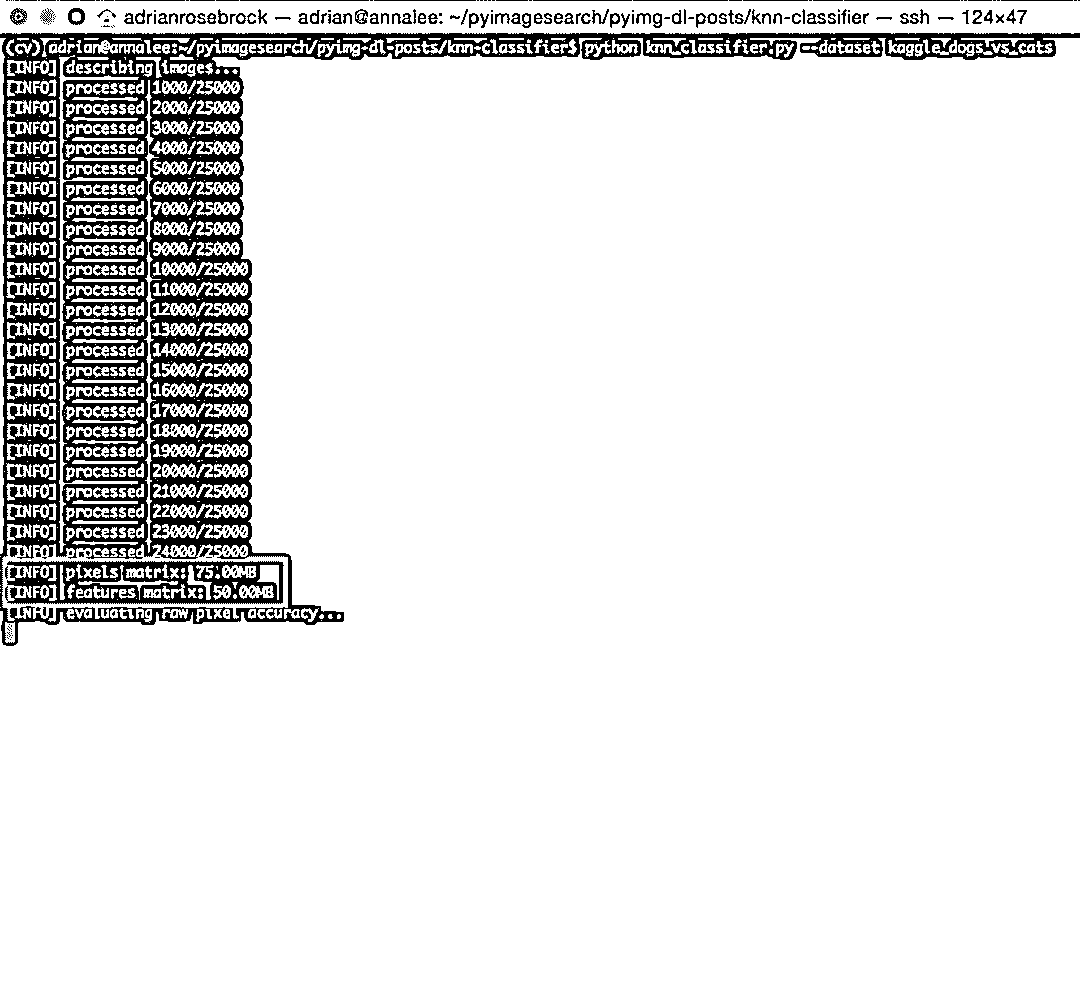 adrianrosebrock — adrian@annalee: ~/pyimagesearch/pyimg-dl-posts/knn-classifier — ssh — 124×47
(cv) adrian@annalee:~/pyimagesearch/pyimg-dl-posts/knn-classifier$ python knn_classifier.py --dataset kaggle_dogs_vs_cats
[INFO] describing images...
[INFO] processed 1000/25000
[INFO] processed 2000/25000
[INFO] processed 3000/25000
[INFO] processed 4000/25000
[INFO] processed 5000/25000
[INFO] processed 6000/25000
[INFO] processed 7000/25000
[INFO] processed 8000/25000
[INFO] processed 9000/25000
[INFO] processed 10000/25000
[INFO] processed 11000/25000
[INFO] processed 12000/25000
[INFO] processed 13000/25000
[INFO] processed 14000/25000
[INFO] processed 15000/25000
[INFO] processed 16000/25000
[INFO] processed 17000/25000
[INFO] processed 18000/25000
[INFO] processed 19000/25000
[INFO] processed 20000/25000
[INFO] processed 21000/25000
[INFO] processed 22000/25000
[INFO] processed 23000/25000
[INFO] processed 24000/25000
[INFO] pixels matrix: 75.00MB
[INFO] features matrix: 50.00MB
[INFO] evaluating raw pixel accuracy...